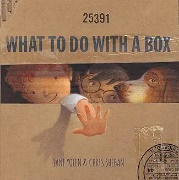 25391
WHAT TO DO WITH A BOX
JANE YOLEN & CHRIS SHEBAN